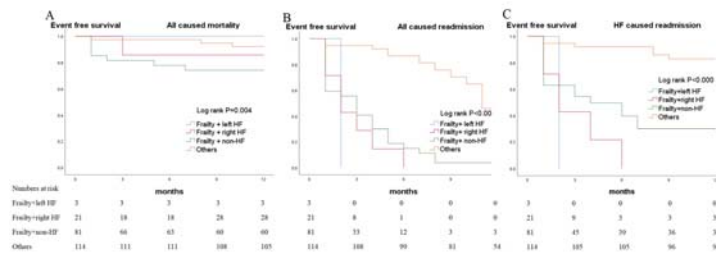 A B C
Event free survival All caused mortality Event free survival All caused readmission Event free survival HF caused readmission
Log rank P=0.004
Frailty + left HF
Frailty + right HF
Frailty + non-HF
Others
Log rank P<0.00
Frailty+ left HF
Frailty+ right HF
Frailty+ non-HF
Others
Log rank P=0.000
Frailty+left HF
Frailty+right HF
Frailty+non-HF
Others
Numbers at risk months months months
Frailty+left HF 3 3 3 3 3 3 0 0 0 0 3 0 0 0
Frailty+right HF 21 18 18 28 28 21 8 1 0 0 21 9 3 3 3
Frailty+non-HF 81 66 63 60 60 81 33 12 3 3 81 45 39 36 3
Others 114 111 111 108 105 114 108 99 81 54 114 105 105 96 9